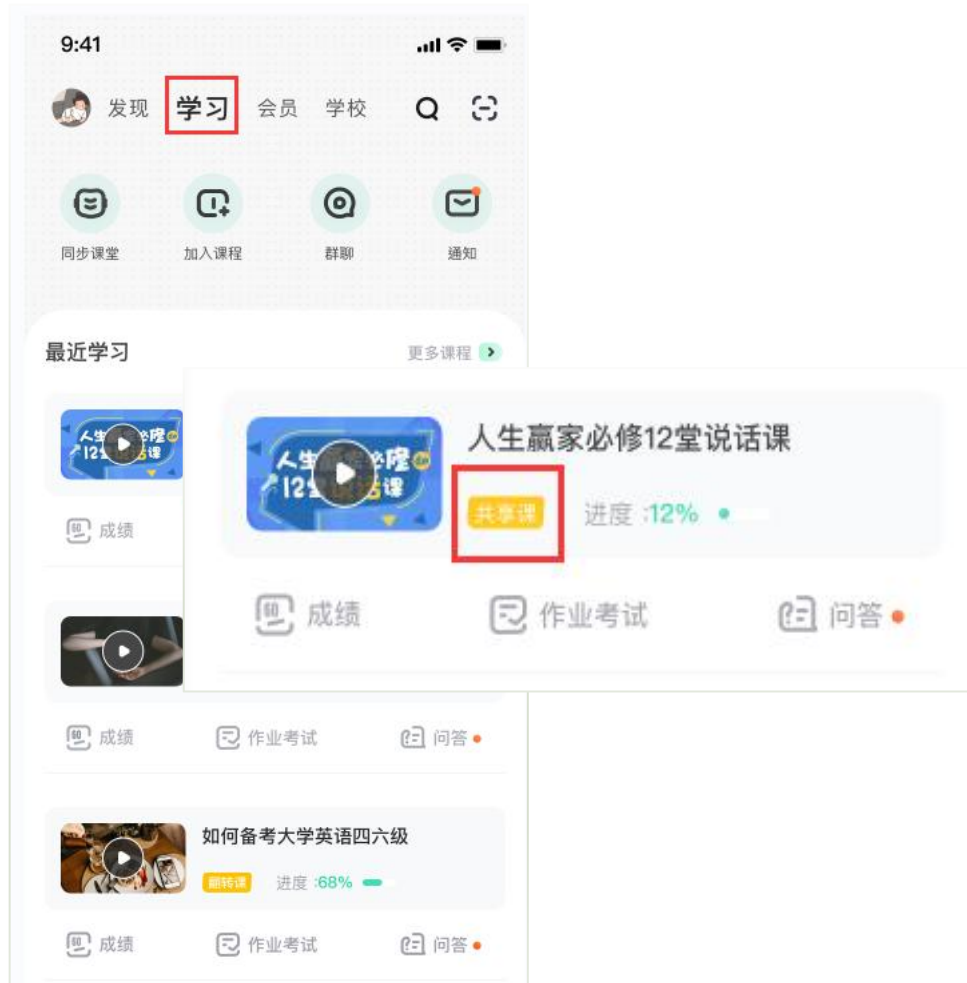 9:41
发现 学习 会员 学校
同步课堂 加入课程 群聊 通知
最近学习 更多课程
人生赢家必修12堂说话课
共享课 进度 :12%
成绩 作业考试 问答
成绩
成绩 作业考试 问答
如何备考大学英语四六级
翻转课 进度 :68%
成绩 作业考试 问答